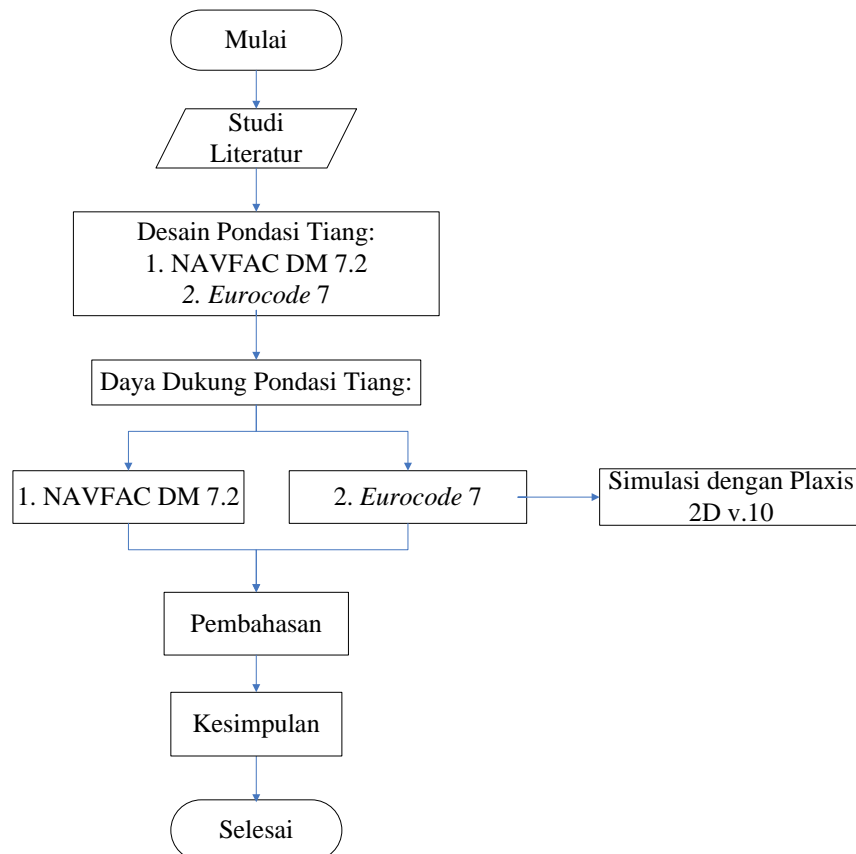 Mulai
Studi
Literatur
Desain Pondasi Tiang:
1. NAVFAC DM 7.2
2. Eurocode 7
Daya Dukung Pondasi Tiang:
1. NAVFAC DM 7.2
2. Eurocode 7
Simulasi dengan Plaxis
2D v.10
Pembahasan
Kesimpulan
Selesai